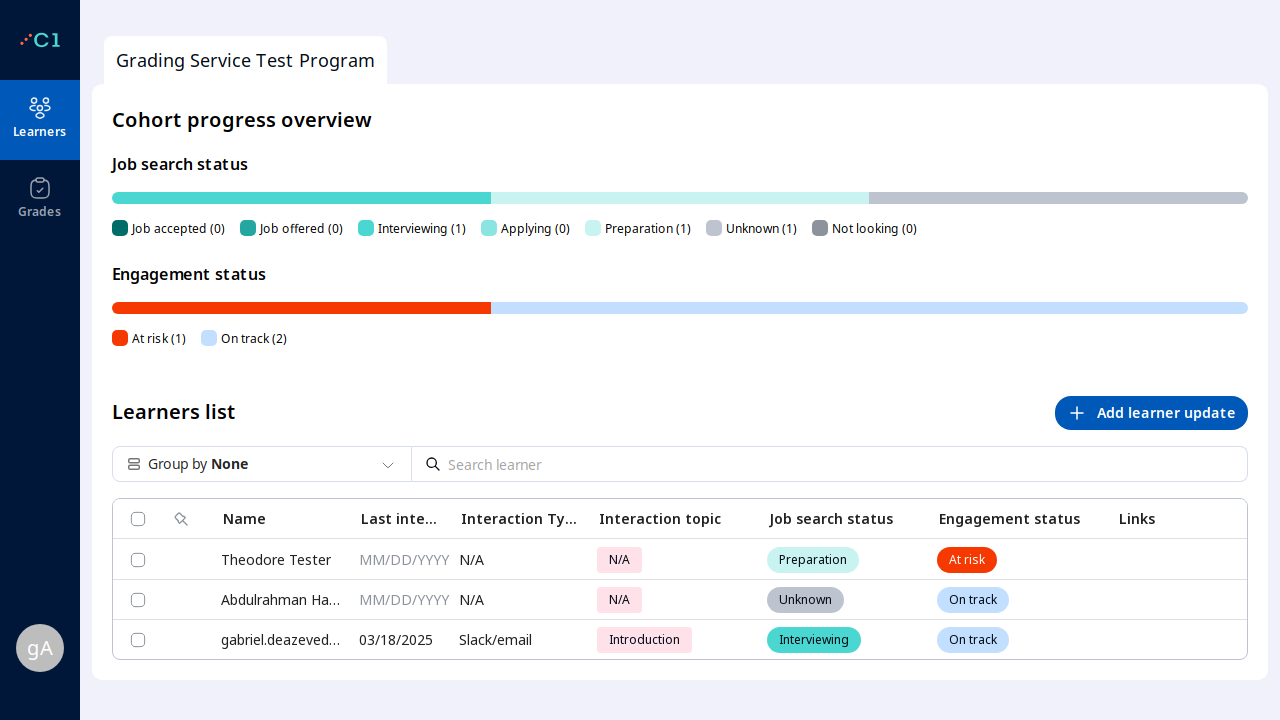 C1
Learners
Grades
gA
Grading Service Test Program
Cohort progress overview
Job search status
Job accepted (0) Job offered (0) Interviewing (1) Applying (0) Preparation (1) Unknown (1) Not looking (0)
Engagement status
At risk (1) On track (2)
Learners list
Add learner update
Group by None
Search learner
Name Last inte... Interaction Ty... Interaction topic Job search status Engagement status Links
Theodore Tester MM/DD/YYYY N/A N/A Preparation At risk
Abdulrahman Ha... MM/DD/YYYY N/A N/A Unknown On track
gabriel.deazeved... 03/18/2025 Slack/email Introduction Interviewing On track